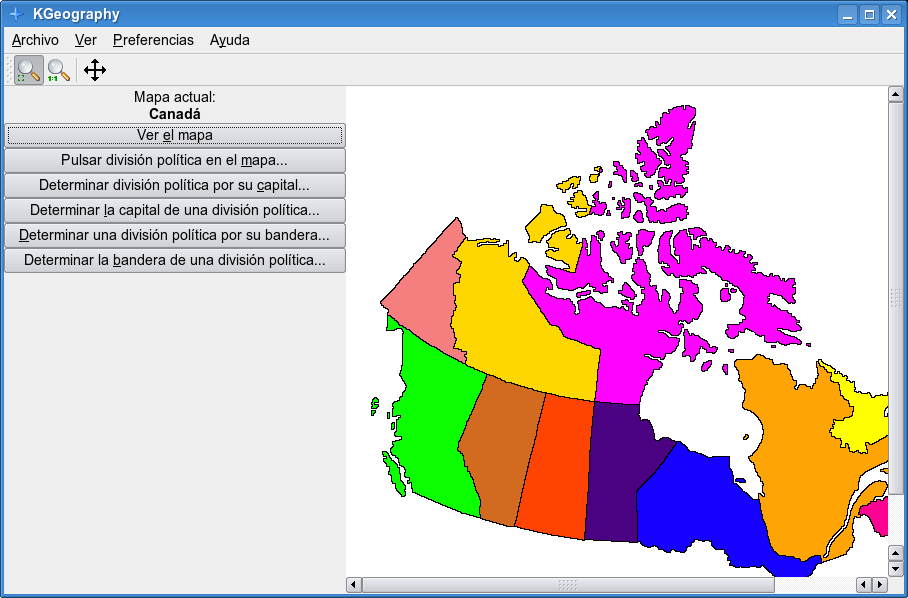 KGeography
Archivo Ver Preferencias Ayuda
1:1
Mapa actual:
Canadá
Ver el mapa
Pulsar división política en el mapa...
Determinar división política por su capital...
Determinar la capital de una división política...
Determinar una división política por su bandera...
Determinar la bandera de una división política...